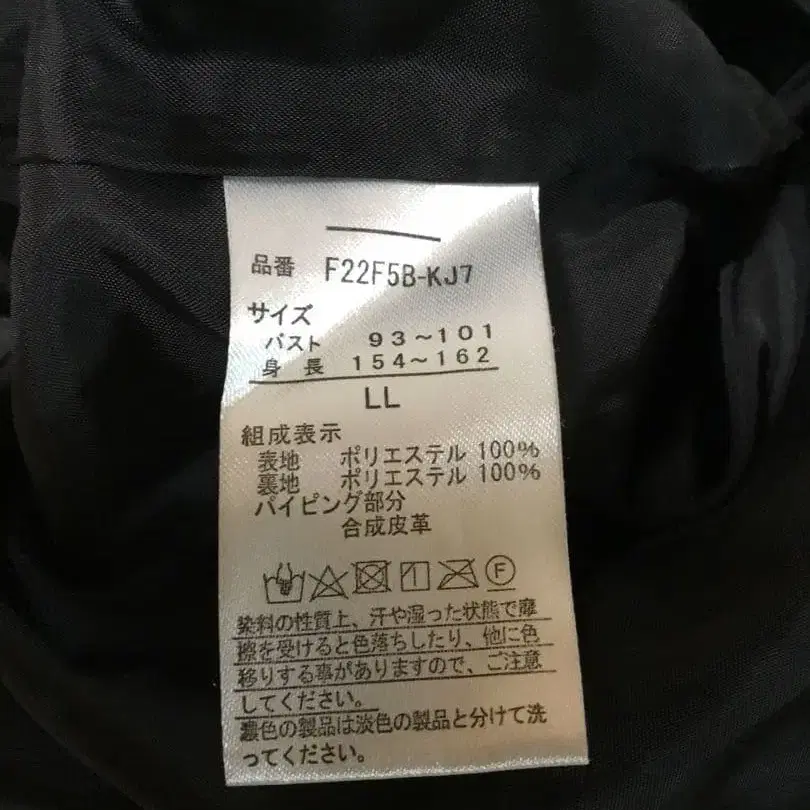 品番 F22F5B-KJ7
サイズ
バスト 93～101
身長 154～162
LL
組成表示
表地 ポリエステル 100%
裏地 ポリエステル 100%
パイピング部分
合成皮革
F
染料の性質上、汗や湿った状態で摩
擦を受けると色落ちしたり、他に色
移りする事がありますので、ご注意
してください。
濃色の製品は淡色の製品と分けて洗
ってください。